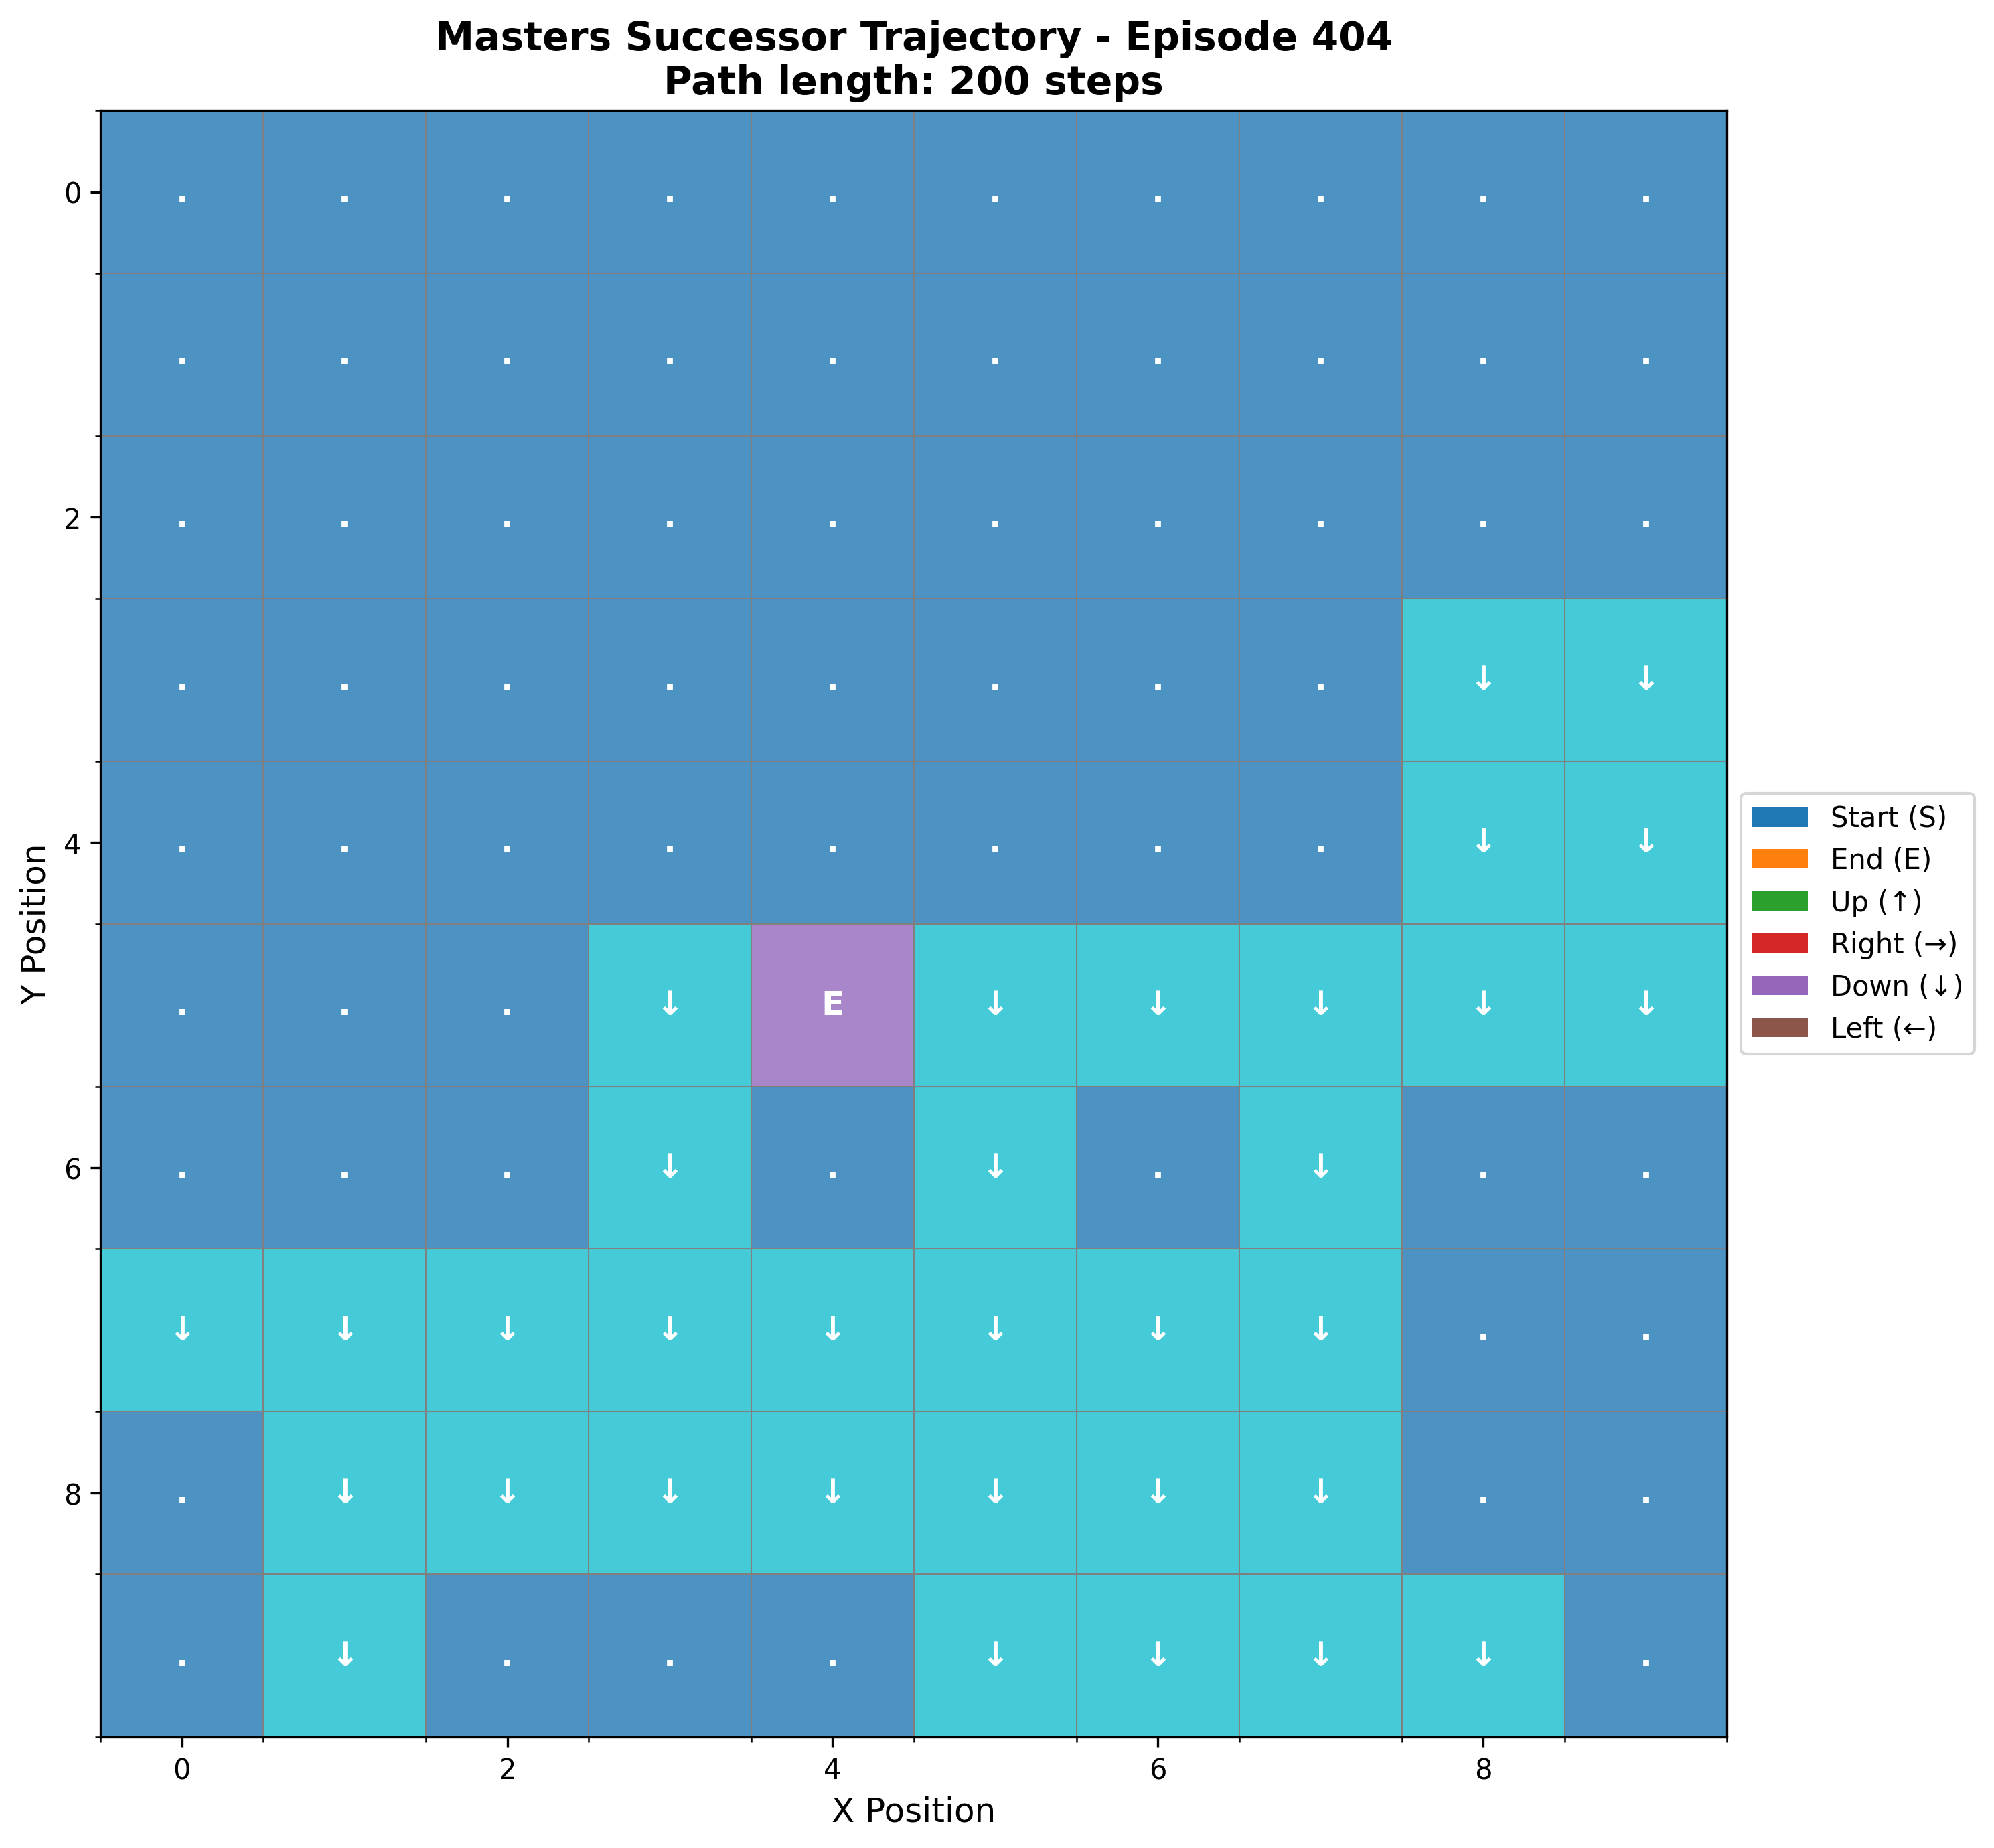 Masters Successor Trajectory - Episode 404
Path length: 200 steps
0 . . . . . . . . . .
. . . . . . . . . .
2 . . . . . . . . . .
. . . . . . . . ↓ ↓
4 . . . . . . . . ↓ ↓
. . . ↓ E ↓ ↓ ↓ ↓ ↓
6 . . . ↓ . ↓ . ↓ . .
↓ ↓ ↓ ↓ ↓ ↓ ↓ ↓ . .
8 . ↓ ↓ ↓ ↓ ↓ ↓ ↓ . .
. ↓ . . . ↓ ↓ ↓ ↓ .
0 2 4 6 8
X Position
Y Position
Start (S)
End (E)
Up (↑)
Right (→)
Down (↓)
Left (←)